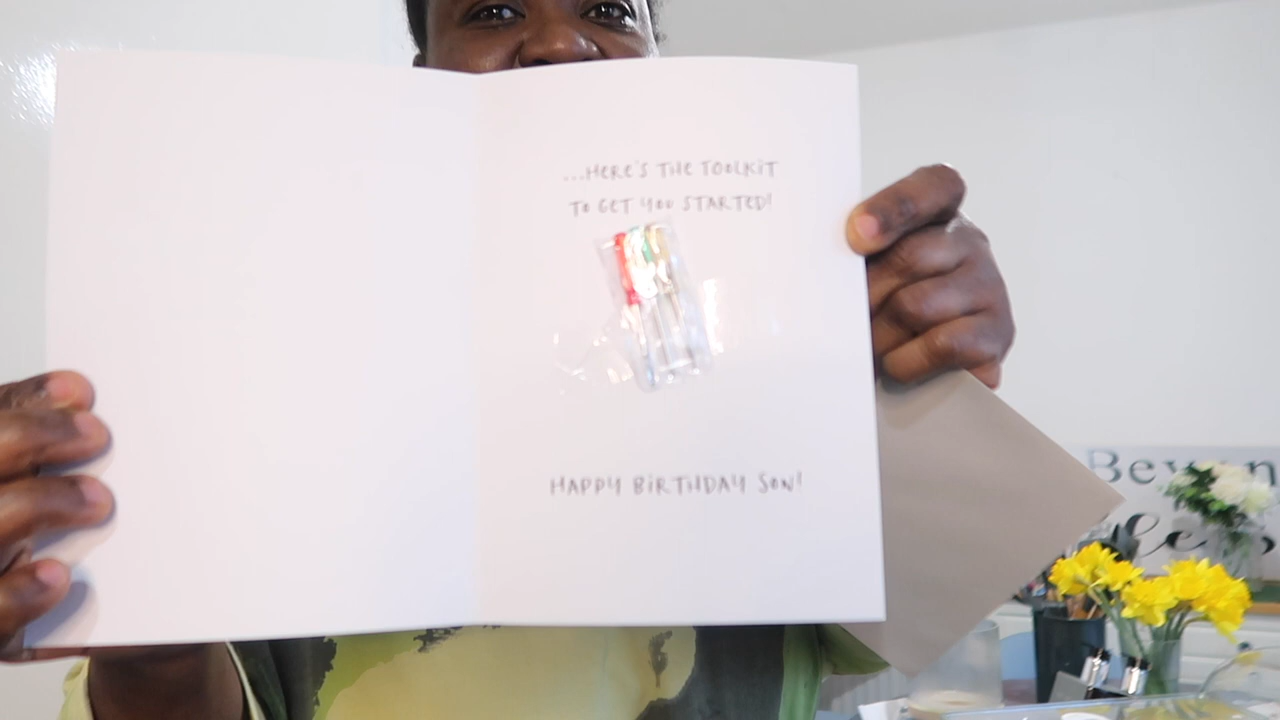 ...HERE'S THE TOOLKIT
TO GET YOU STARTED!
HAPPY BIRTHDAY SON!